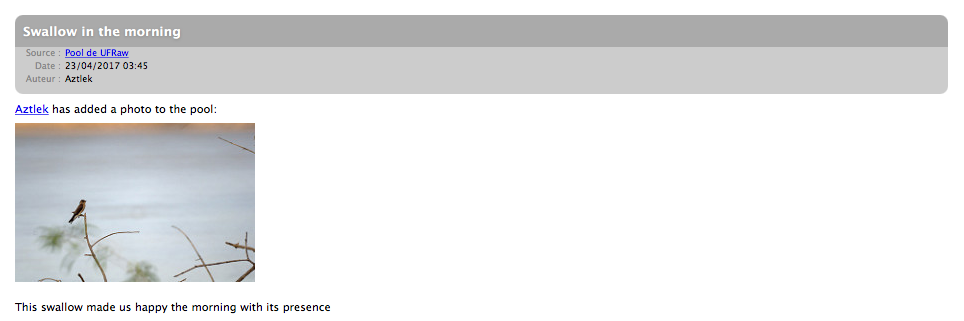 Swallow in the morning
Source : Pool de UFRaw
Date : 23/04/2017 03:45
Auteur : Aztlek
Aztlek has added a photo to the pool:
This swallow made us happy the morning with its presence